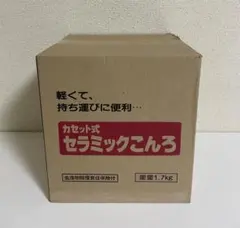 軽くて、
持ち運びに便利…
カセット式
セラミックこんろ
重量1.7kg